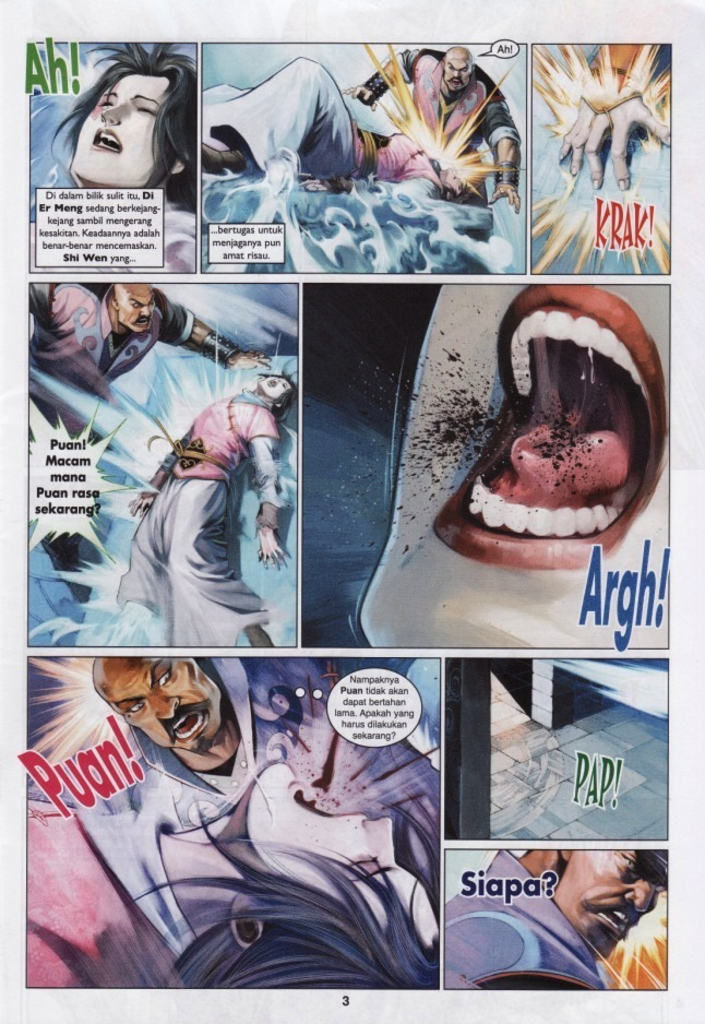 Ah!
Di dalam bilik sulit itu, Di
Er Meng sedang berkejang-
kejang sambil mengerang
kesakitan. Keadaannya adalah
benar-benar mencemaskan.
Shi Wen yang...
Ah!
...bertugas untuk
menjaganya pun
amat risau.
KRAK!
Puan!
Macam
mana
Puan rasa
sekarang?
Argh!
Puan!
Nampaknya
Puan tidak akan
dapat bertahan
lama. Apakah yang
harus dilakukan
sekarang?
PAP!
Siapa?
3